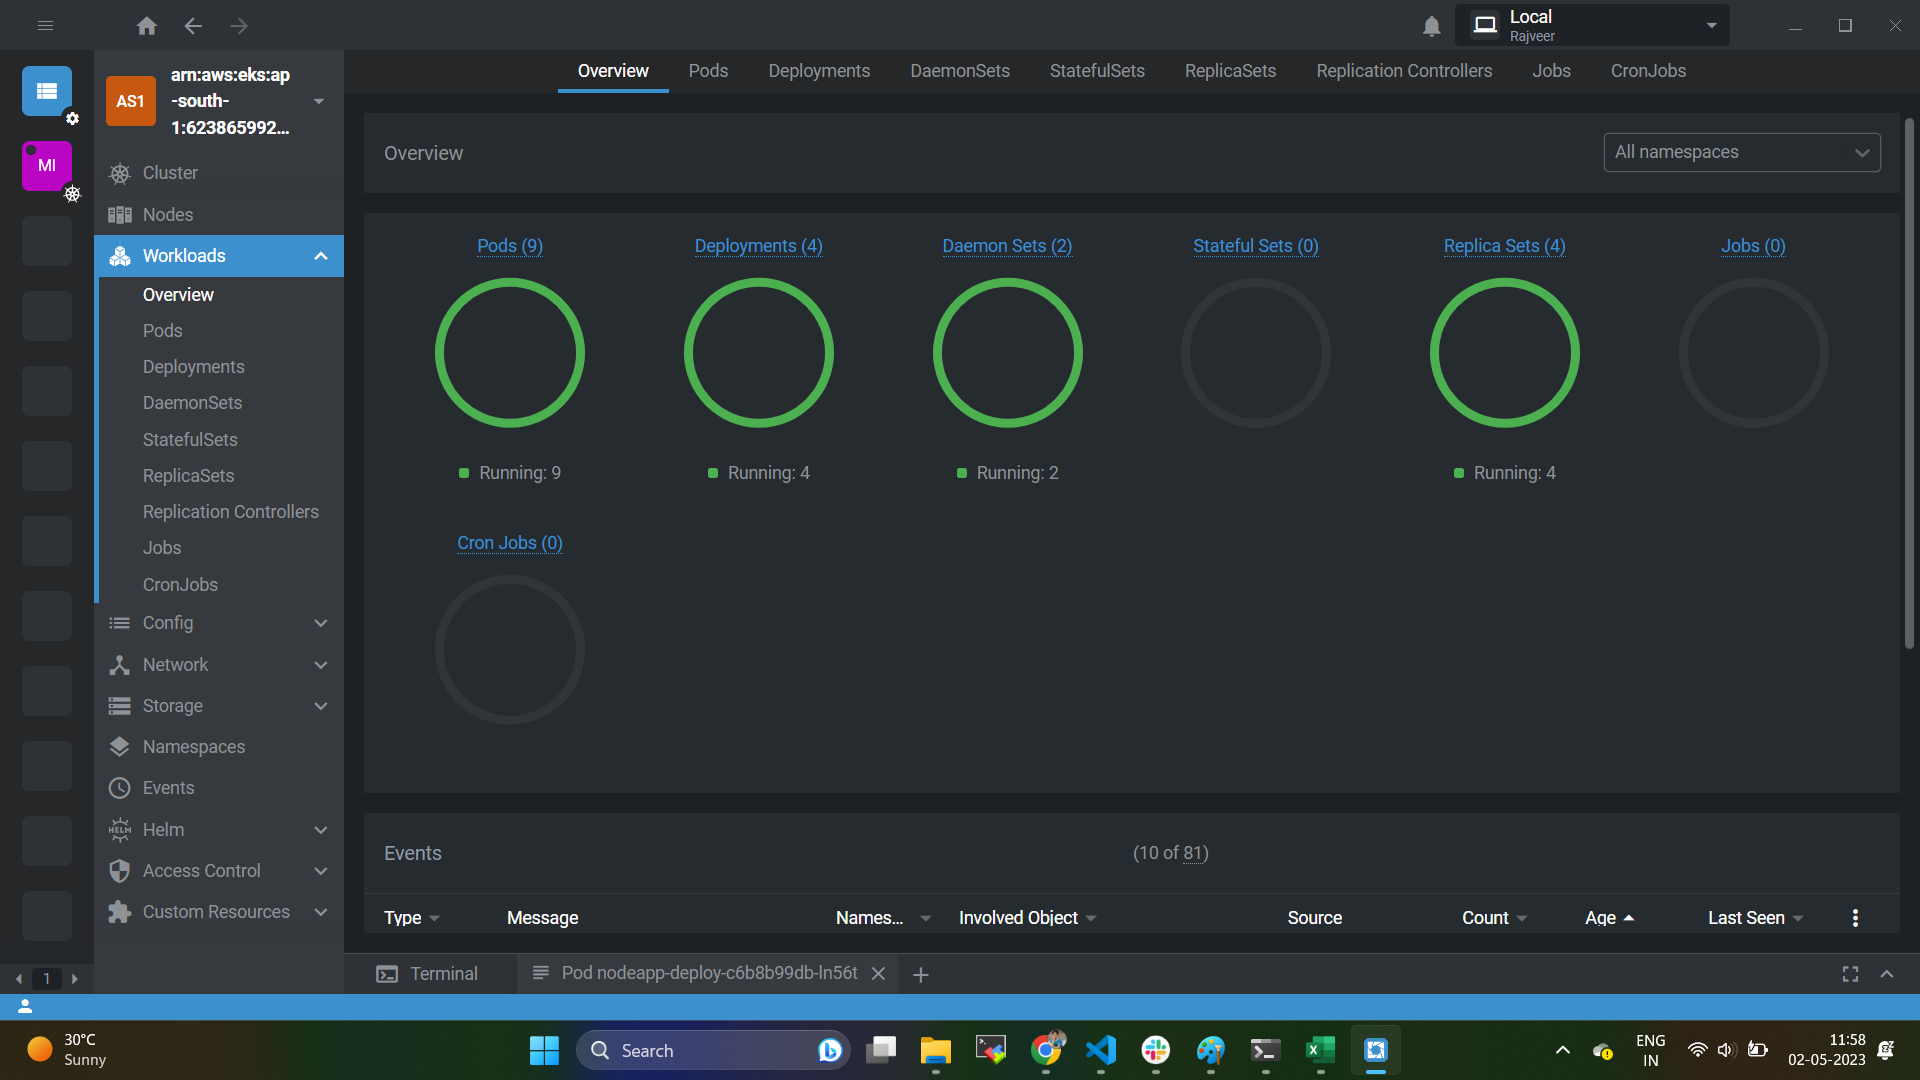 Local
Rajveer
AS1
arn:aws:eks:ap
-south-
1:623865992...
MI
Cluster
Nodes
Workloads
Overview
Pods
Deployments
DaemonSets
StatefulSets
ReplicaSets
Replication Controllers
Jobs
CronJobs
Config
Network
Storage
Namespaces
Events
HELM
Helm
Access Control
Custom Resources
1
Overview Pods Deployments DaemonSets StatefulSets ReplicaSets Replication Controllers Jobs CronJobs
Overview
All namespaces
Pods (9) Deployments (4) Daemon Sets (2) Stateful Sets (0) Replica Sets (4) Jobs (0)
Running: 9 Running: 4 Running: 2 Running: 4
Cron Jobs (0)
Events (10 of 81)
Type Message Names... Involved Object Source Count Age Last Seen
Terminal Pod nodeapp-deploy-c6b8b99db-ln56t
30°C
Sunny
Search
ENG
IN
11:58
02-05-2023